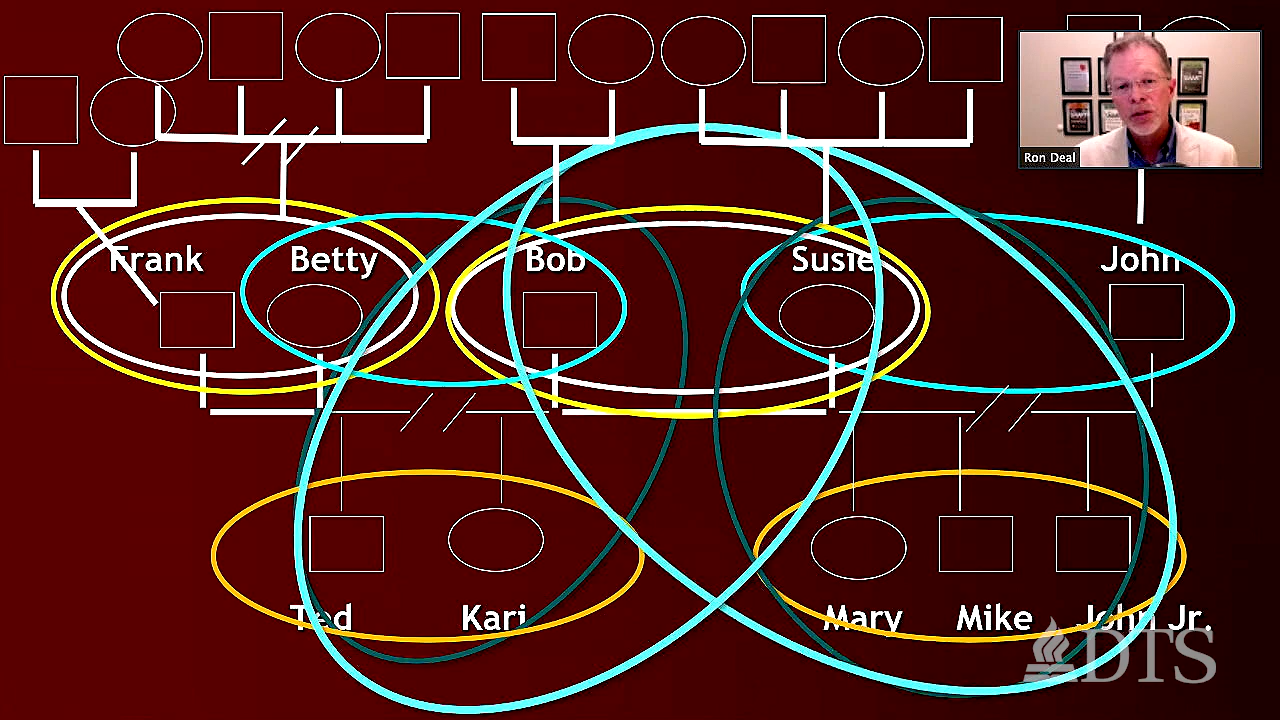 Ron Deal
Frank Betty Bob Susie John
Ted Kari Mary Mike John Jr.
DTS